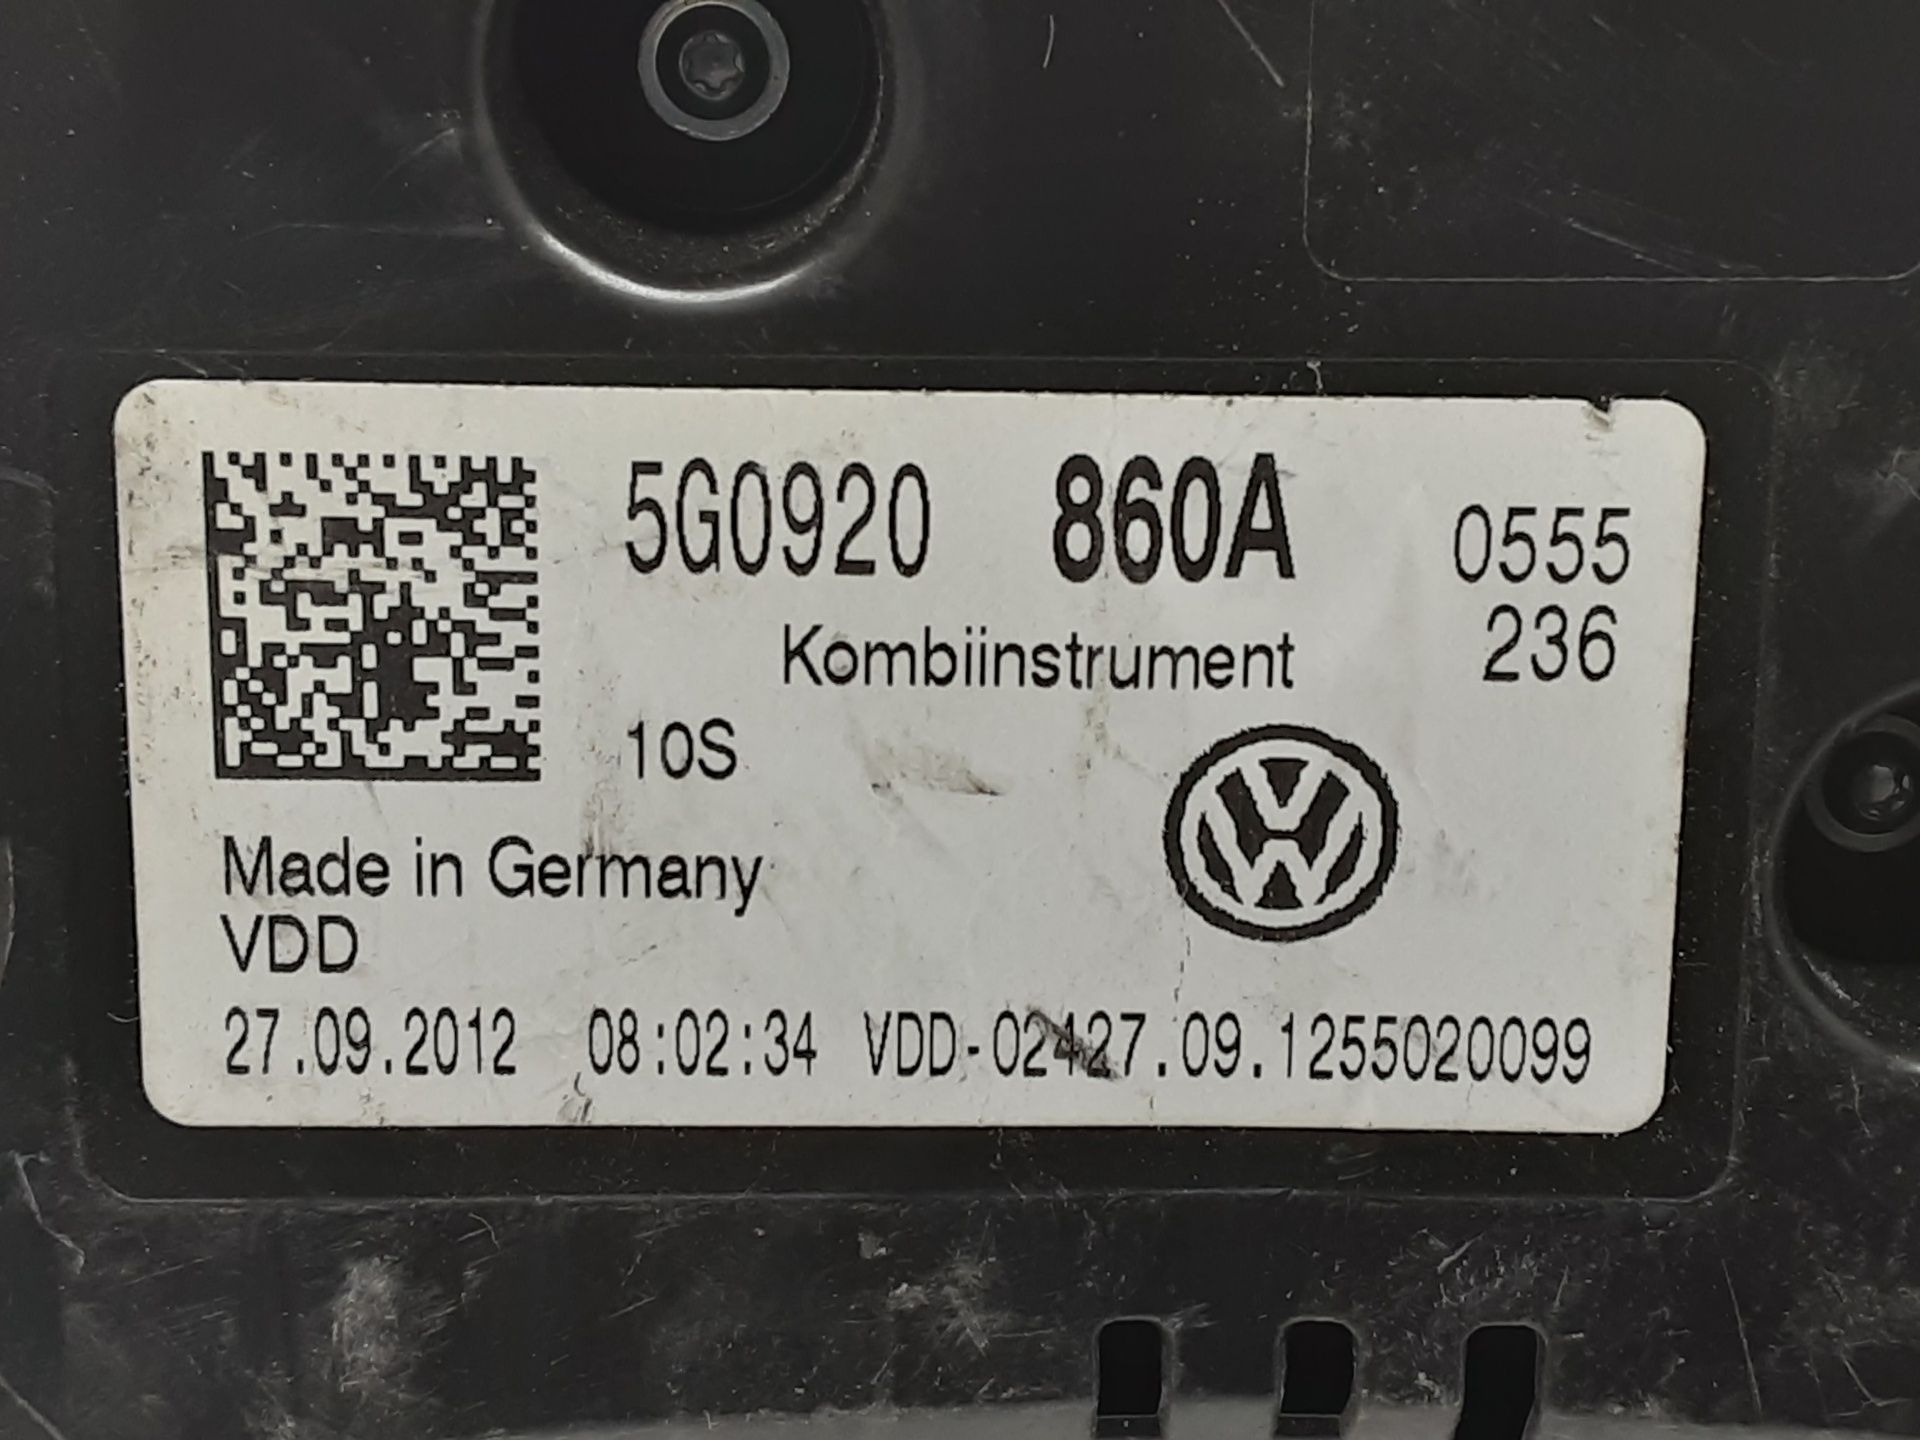 5G0920 860A 0555
Kombiinstrument 236
10S
Made in Germany
VDD
27.09.2012 08:02:34 VDD-02427.09.1255020099